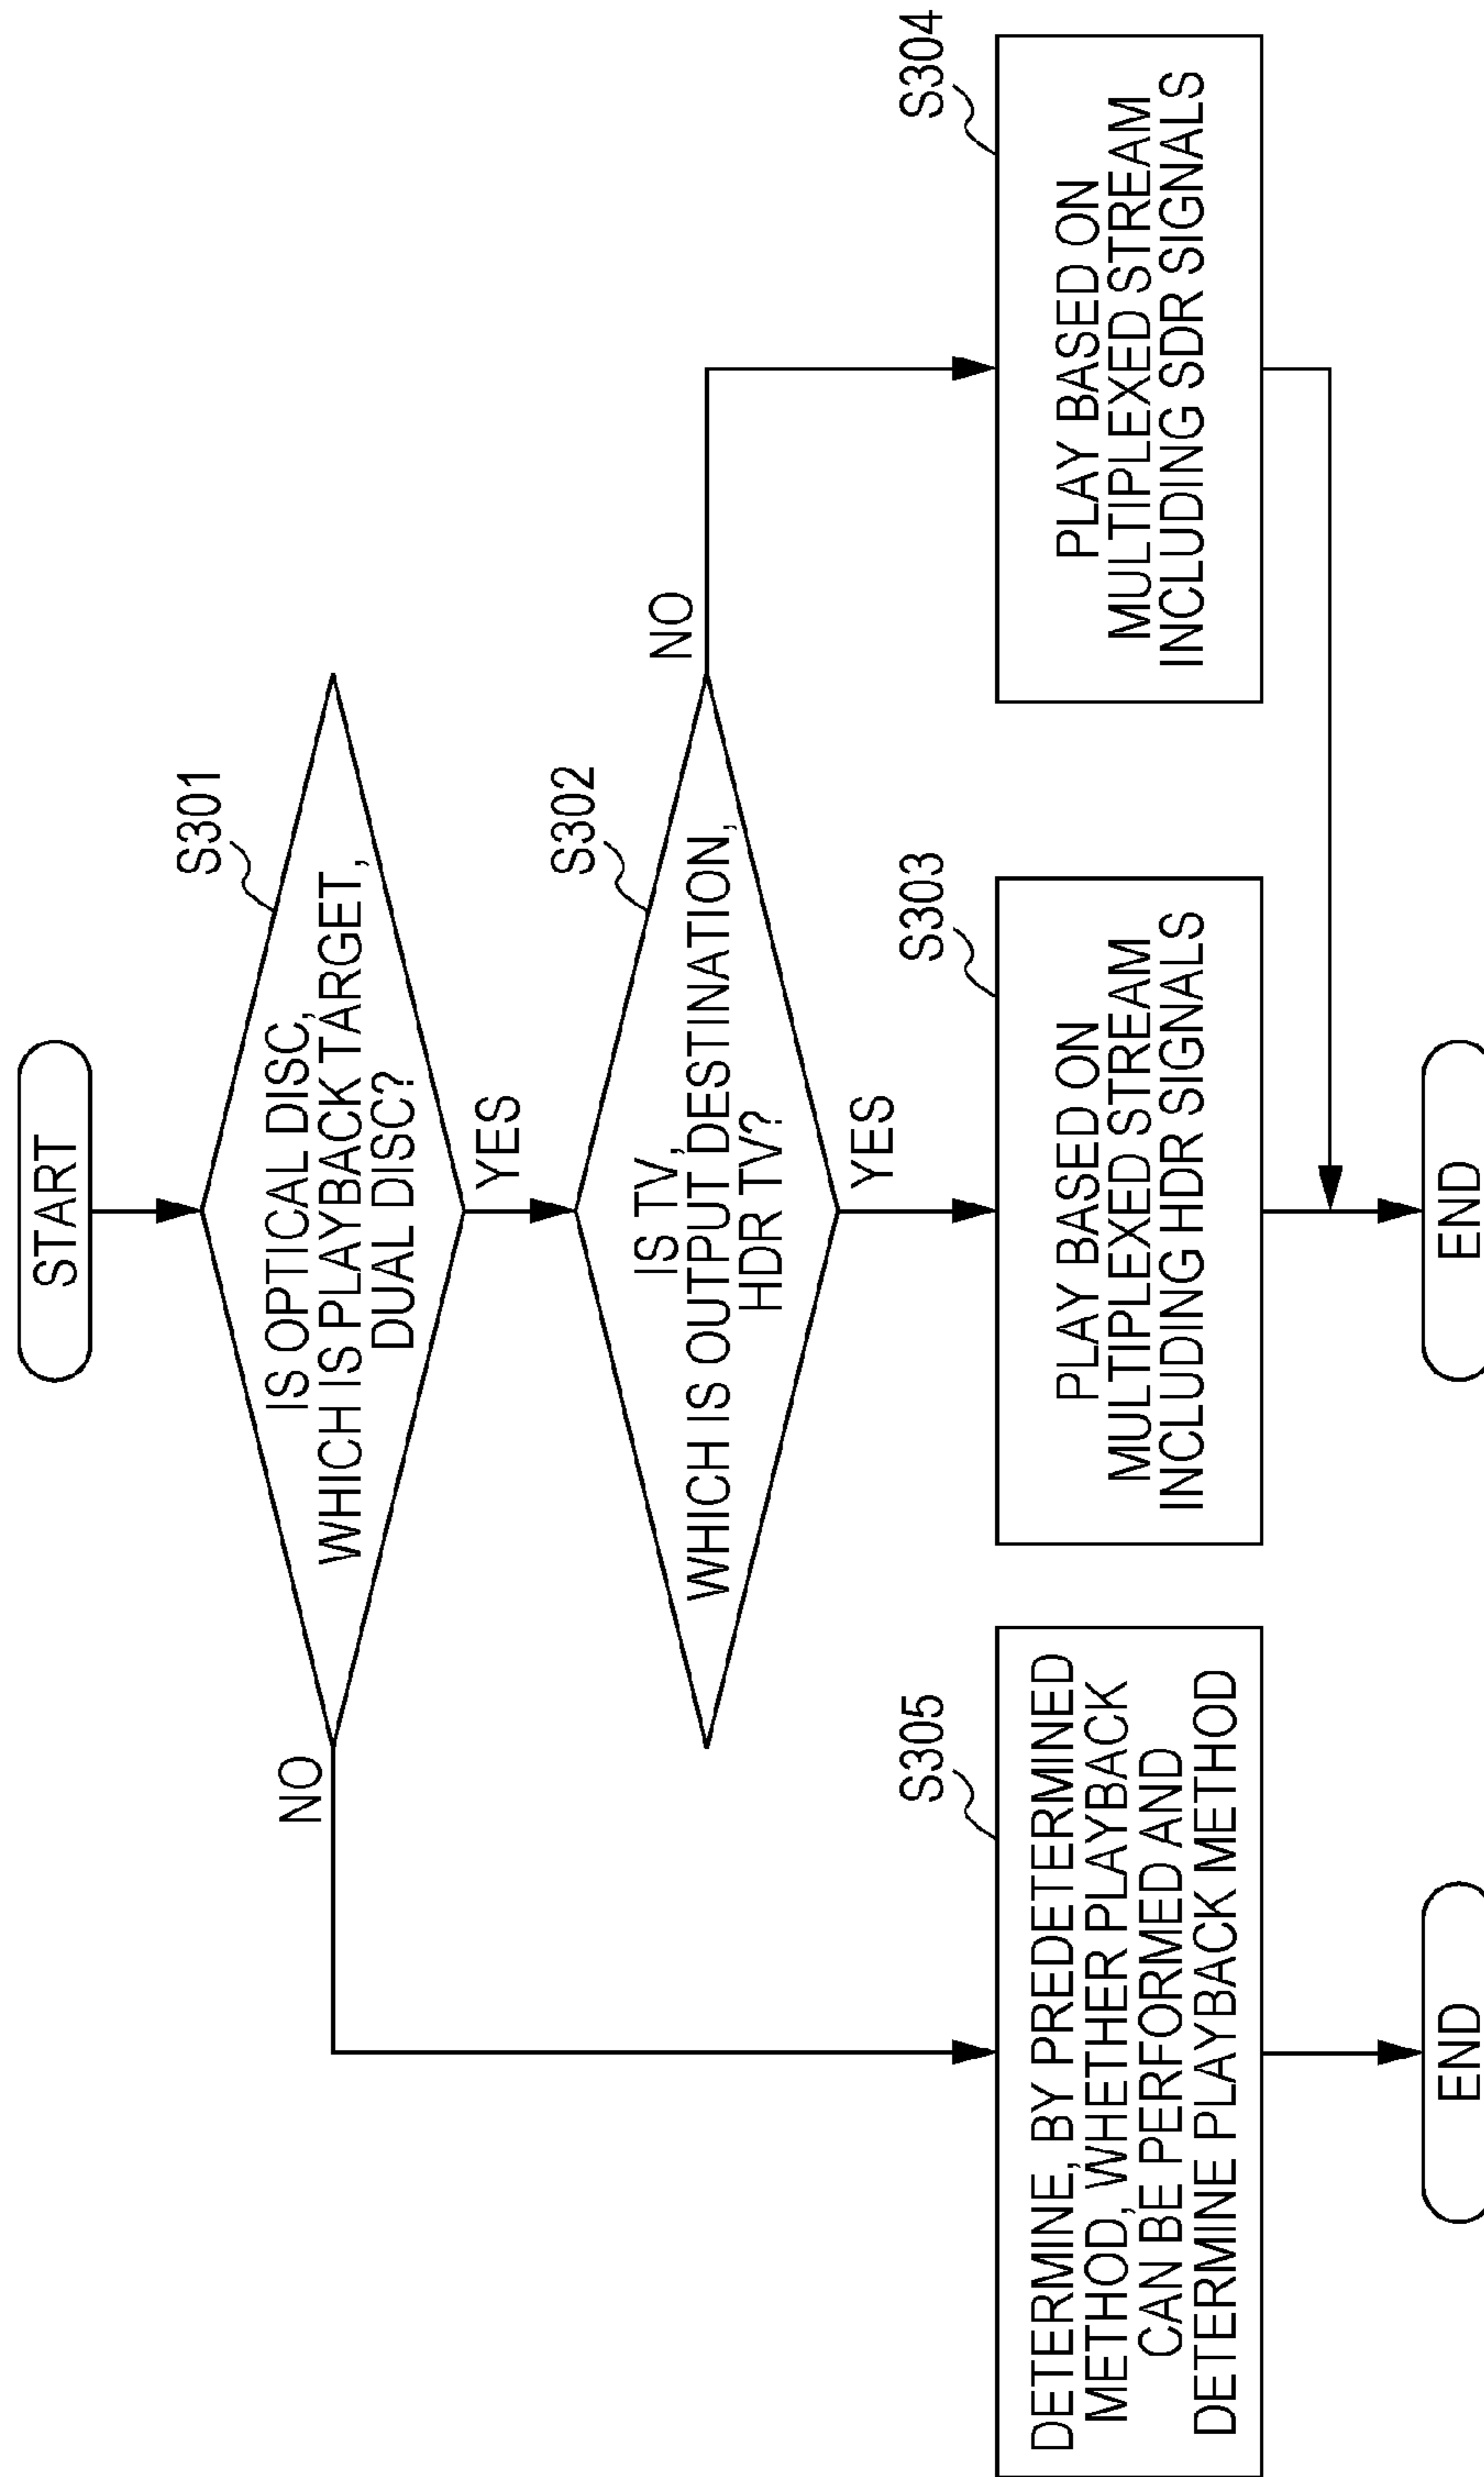 START
S301
IS OPTICAL DISC,
WHICH IS PLAYBACK TARGET,
DUAL DISC?
NO
YES
S302
IS TV,
WHICH IS OUTPUT DESTINATION,
HDR TV?
NO
YES
S305
DETERMINE, BY PREDETERMINED
METHOD, WHETHER PLAYBACK
CAN BE PERFORMED AND
DETERMINE PLAYBACK METHOD
S303
PLAY BASED ON
MULTIPLEXED STREAM
INCLUDING HDR SIGNALS
S304
PLAY BASED ON
MULTIPLEXED STREAM
INCLUDING SDR SIGNALS
END
END